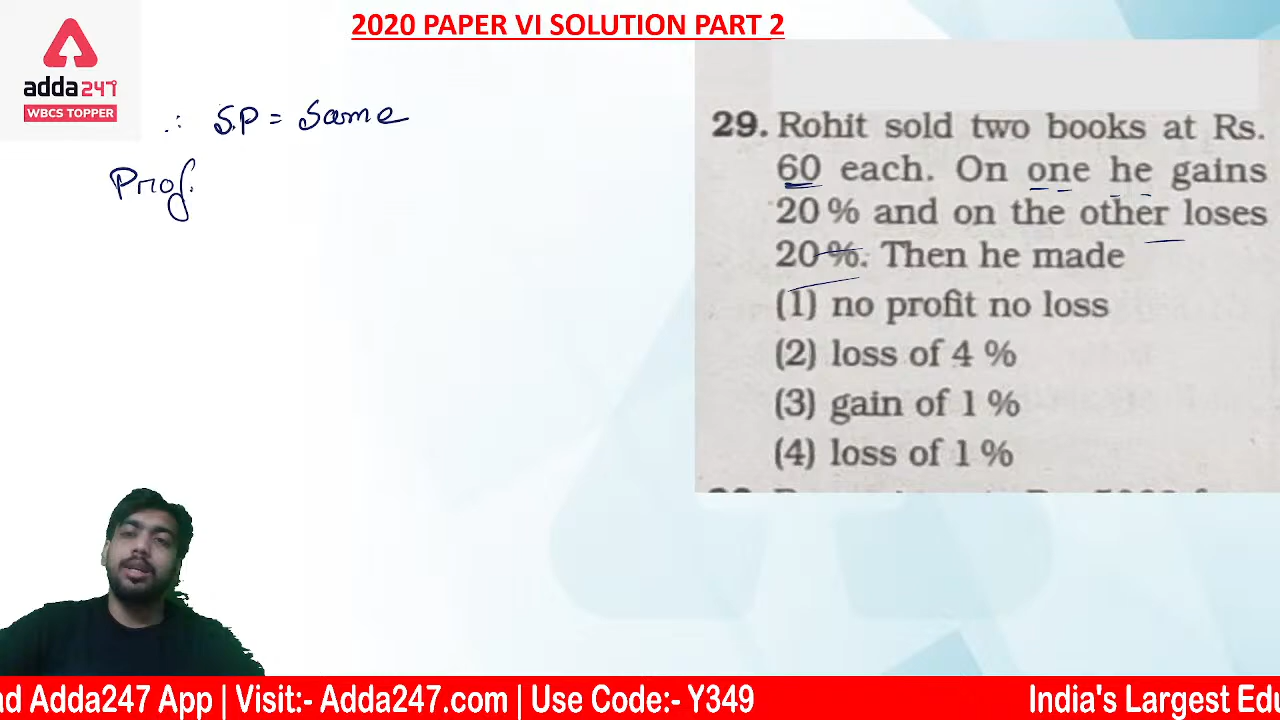 2020 PAPER VI SOLUTION PART 2
adda247
WBCS TOPPER
∴ S.P = Same
Prof.
29. Rohit sold two books at Rs.
60 each. On one he gains
20 % and on the other loses
20 %. Then he made
(1) no profit no loss
(2) loss of 4 %
(3) gain of 1 %
(4) loss of 1 %
ad Adda247 App | Visit:- Adda247.com | Use Code:- Y349
India's Largest Edu